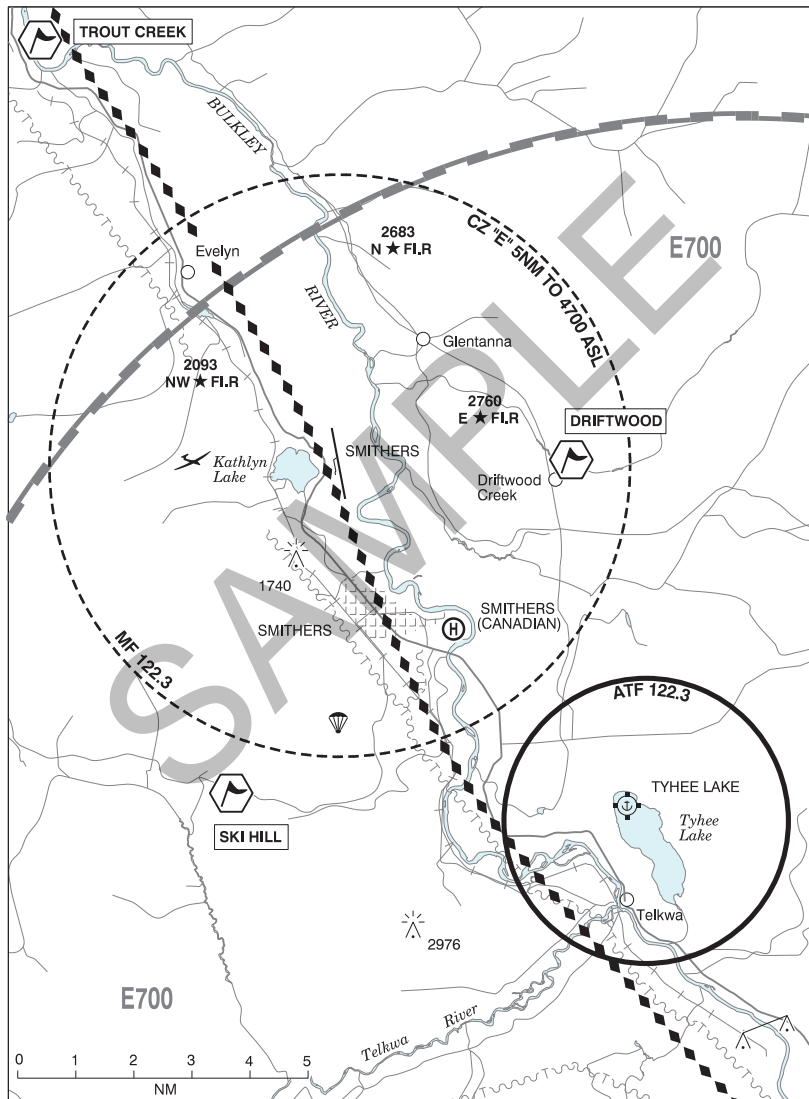 TROUT CREEK
BULKLEY
RIVER
CZ "E" 5NM TO 4700 ASL
E700
2683
N ★ Fl.R
Evelyn
Glentanna
2093
NW ★ Fl.R
2760
E ★ Fl.R
DRIFTWOOD
SMITHERS
Kathlyn
Lake
Driftwood
Creek
1740
SMITHERS
SMITHERS
(CANADIAN)
H
MF 122.3
SAMPLE
ATF 122.3
SKI HILL
TYHEE LAKE
Tyhee
Lake
Telkwa
2976
E700
Telkwa River
0 1 2 3 4 5
NM